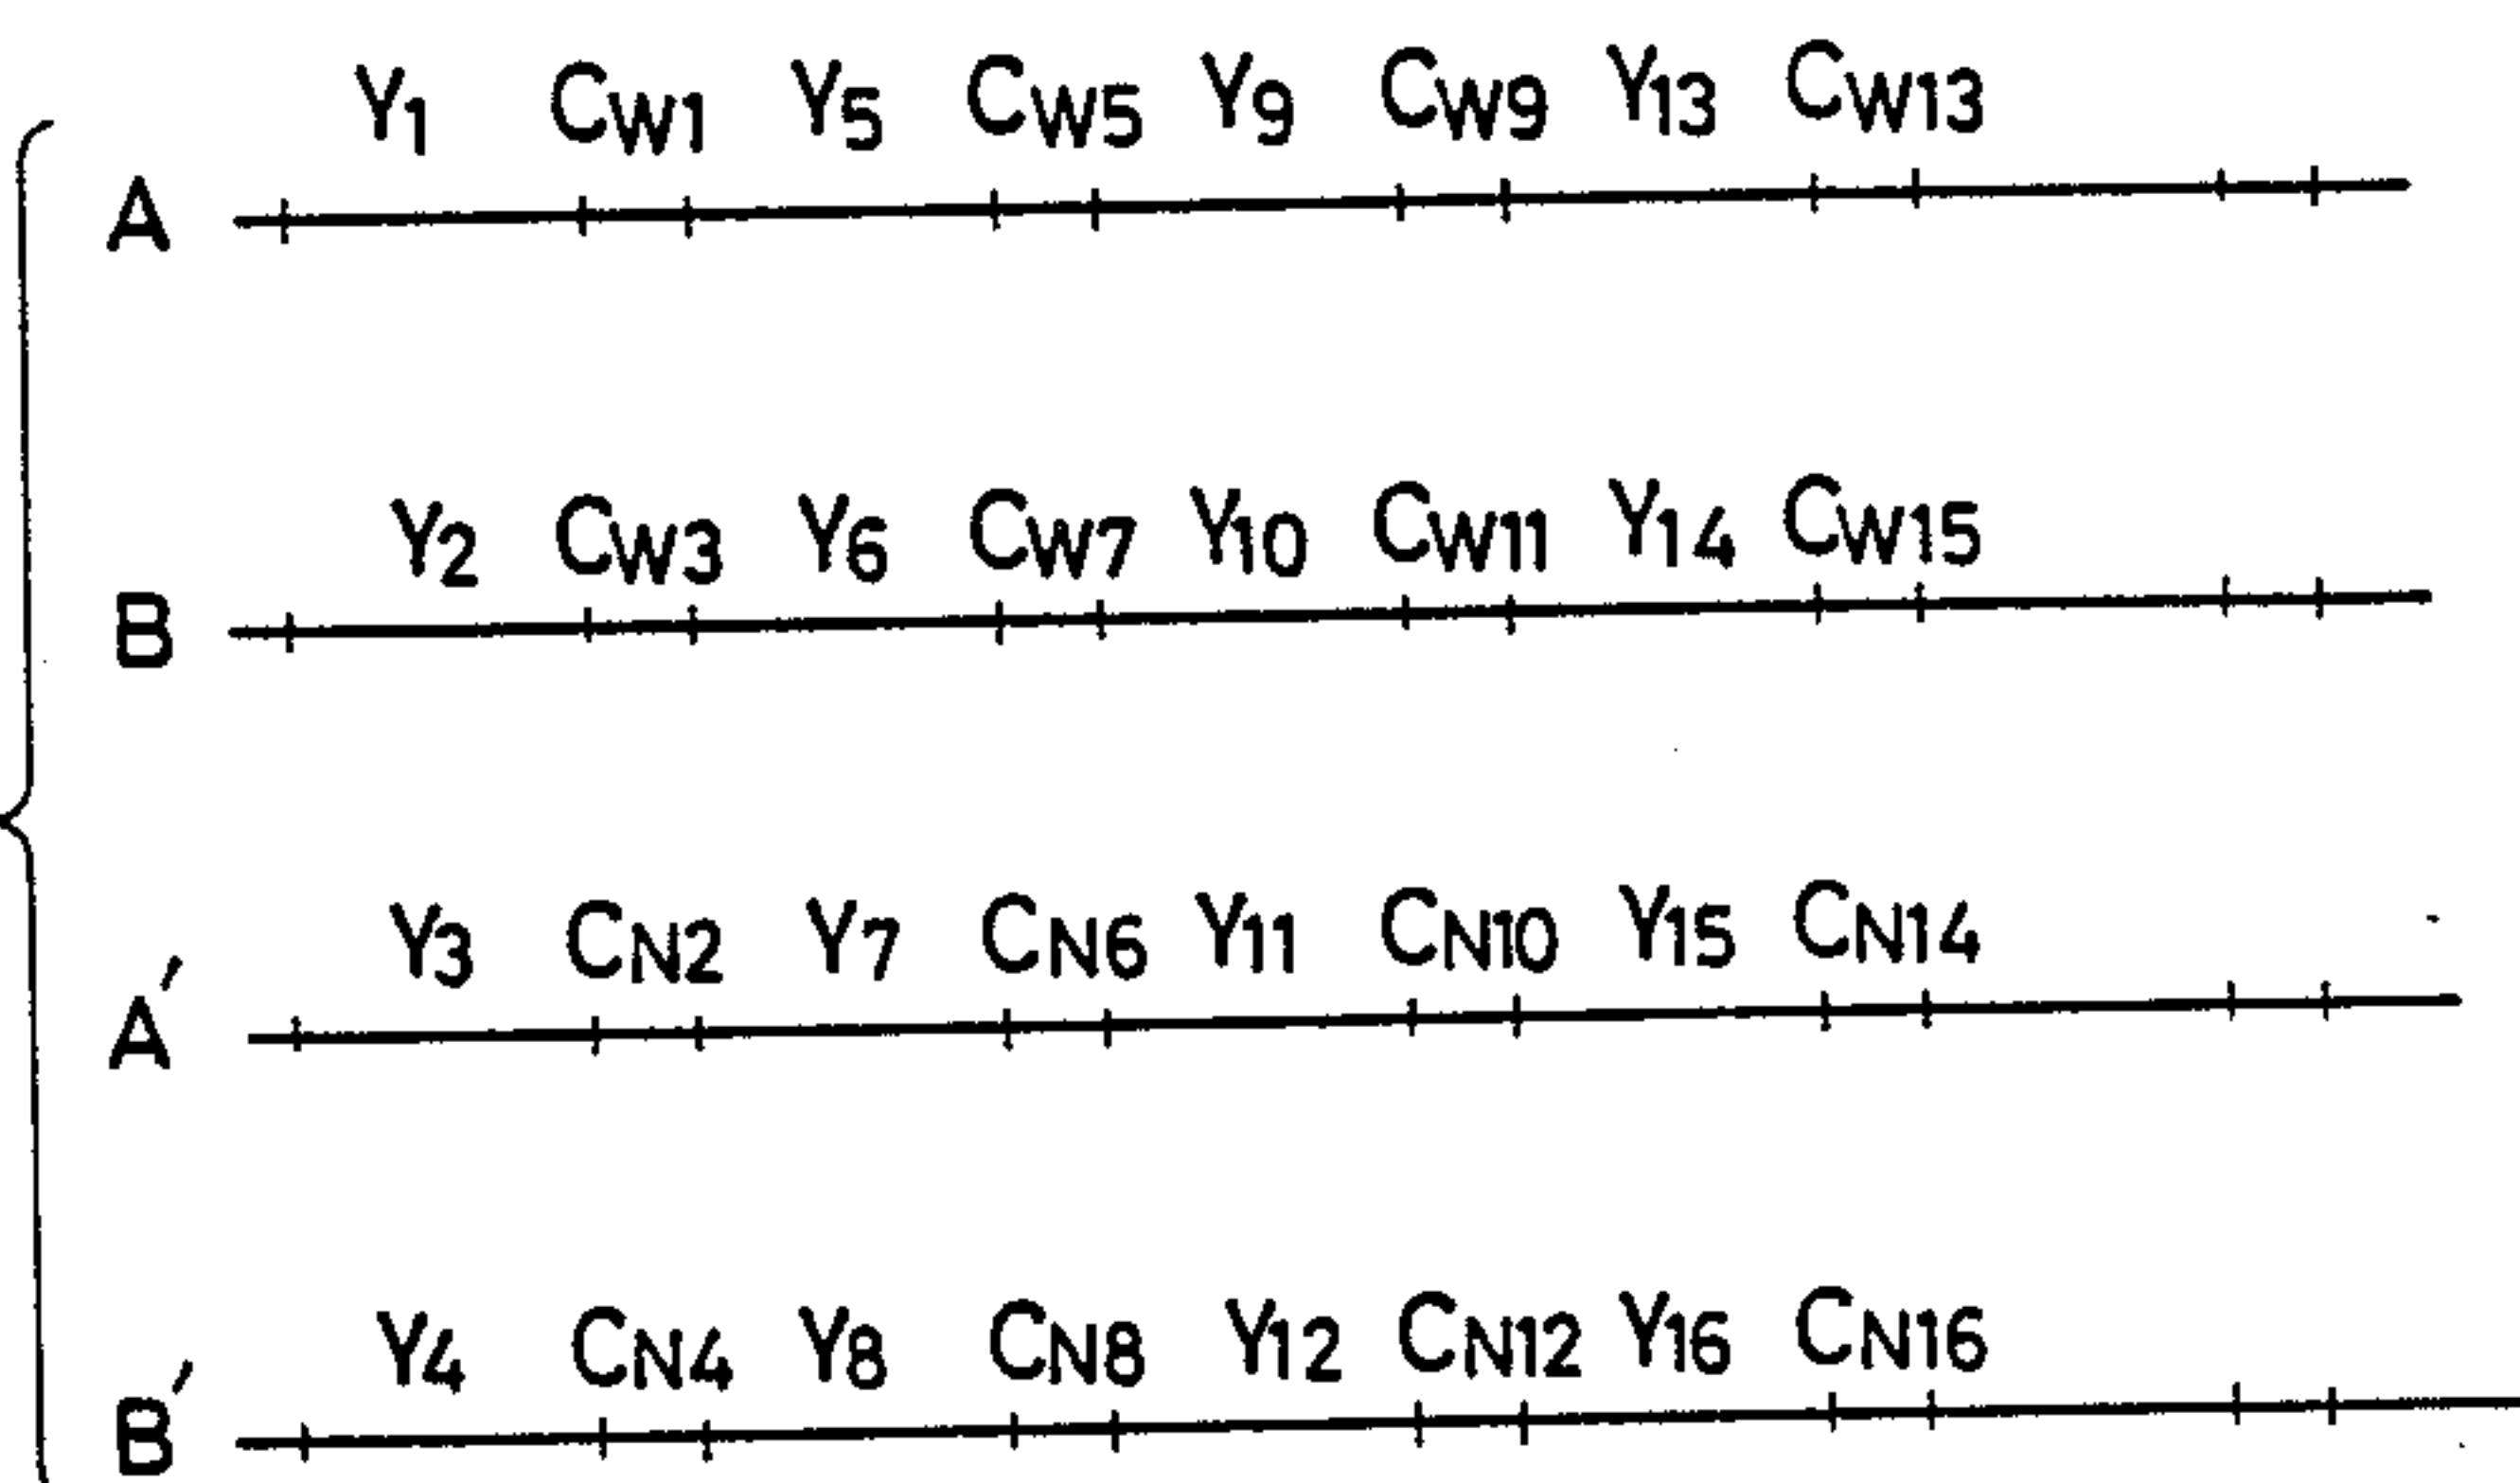 Y1 CW1 Y5 CW5 Y9 CW9 Y13 CW13
A
Y2 CW3 Y6 CW7 Y10 CW11 Y14 CW15
B
Y3 CN2 Y7 CN6 Y11 CN10 Y15 CN14
A′
Y4 CN4 Y8 CN8 Y12 CN12 Y16 CN16
B′